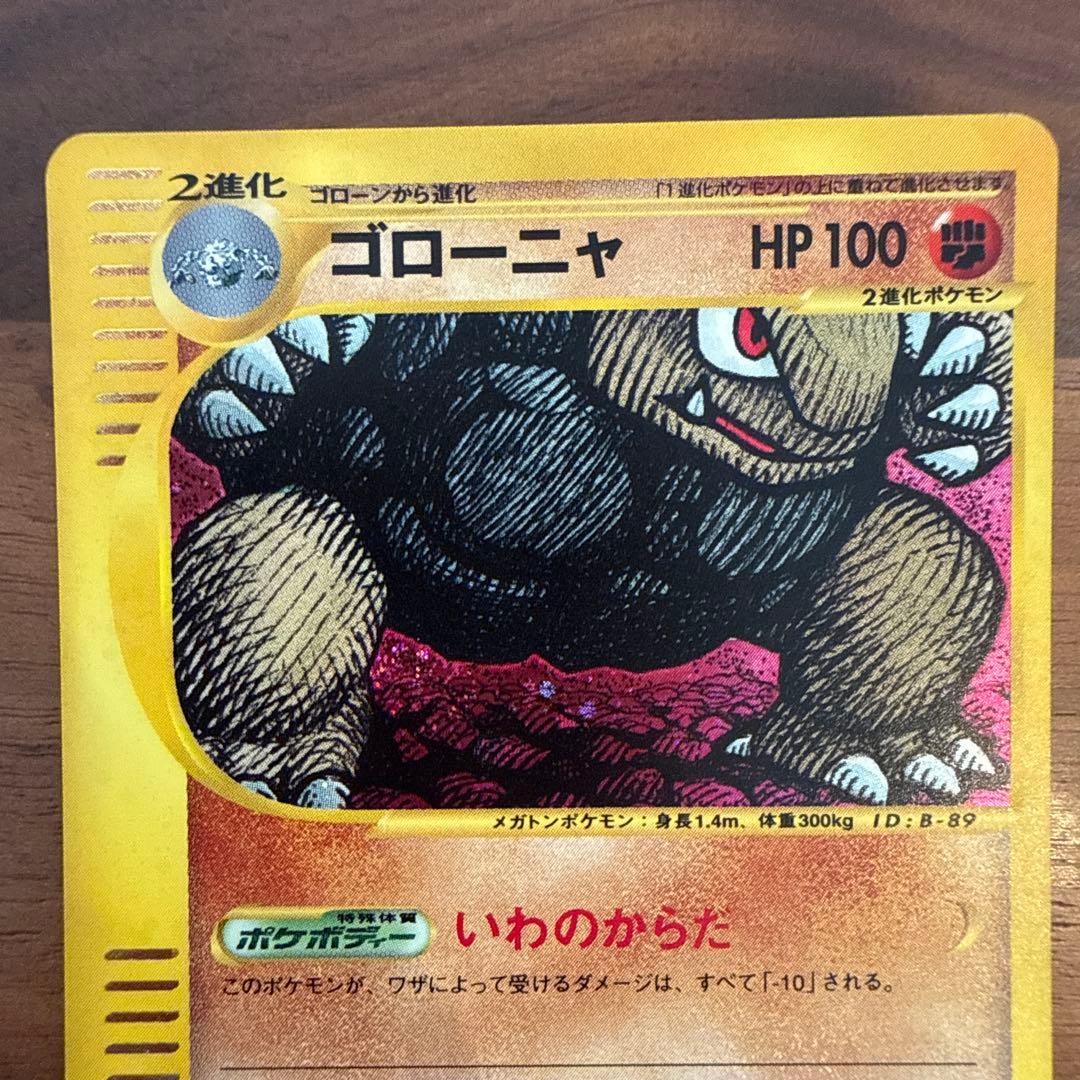 2進化
ゴローンから進化
「1進化ポケモン」の上に重ねて進化させます。
ゴローニャ HP100
2進化ポケモン
メガトンポケモン：身長1.4m、体重300kg ID:B-89
特殊体質
ポケボディー いわのからだ
このポケモンが、ワザによって受けるダメージは、すべて「-10」される。